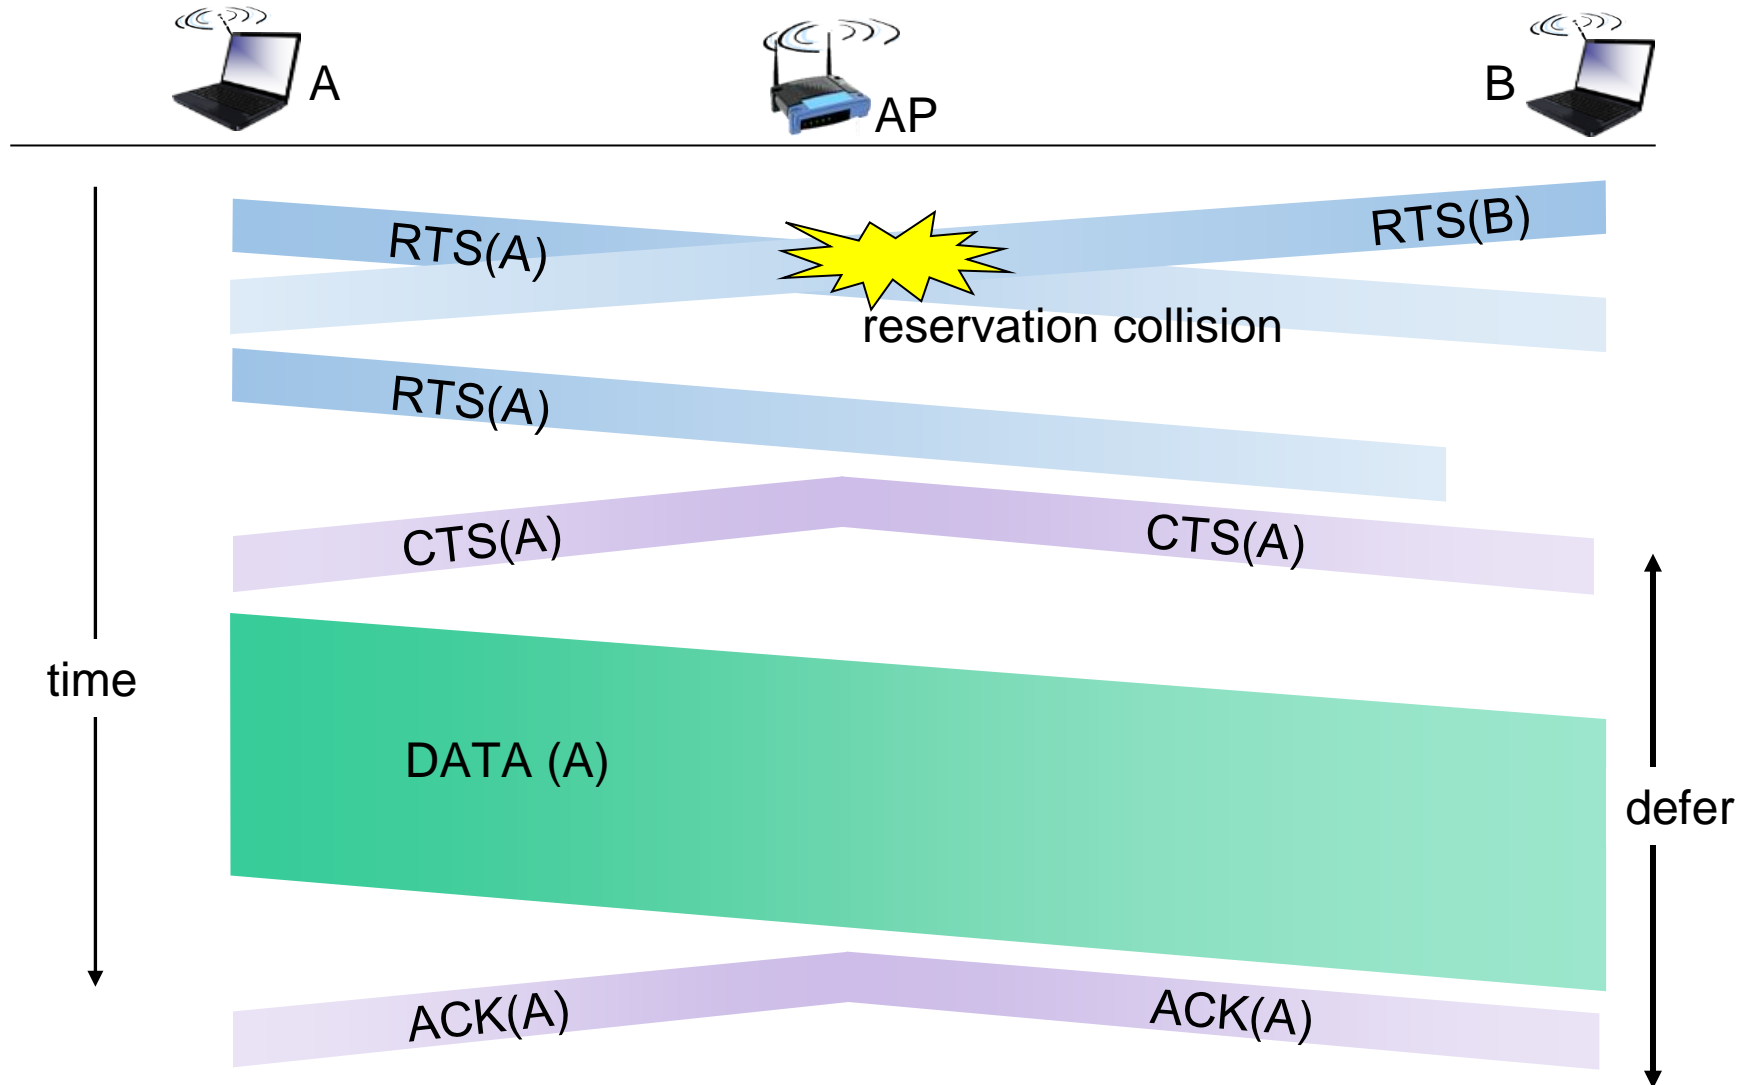 A
AP
B
RTS(A)
RTS(B)
reservation collision
RTS(A)
CTS(A)
CTS(A)
time
DATA (A)
defer
ACK(A)
ACK(A)